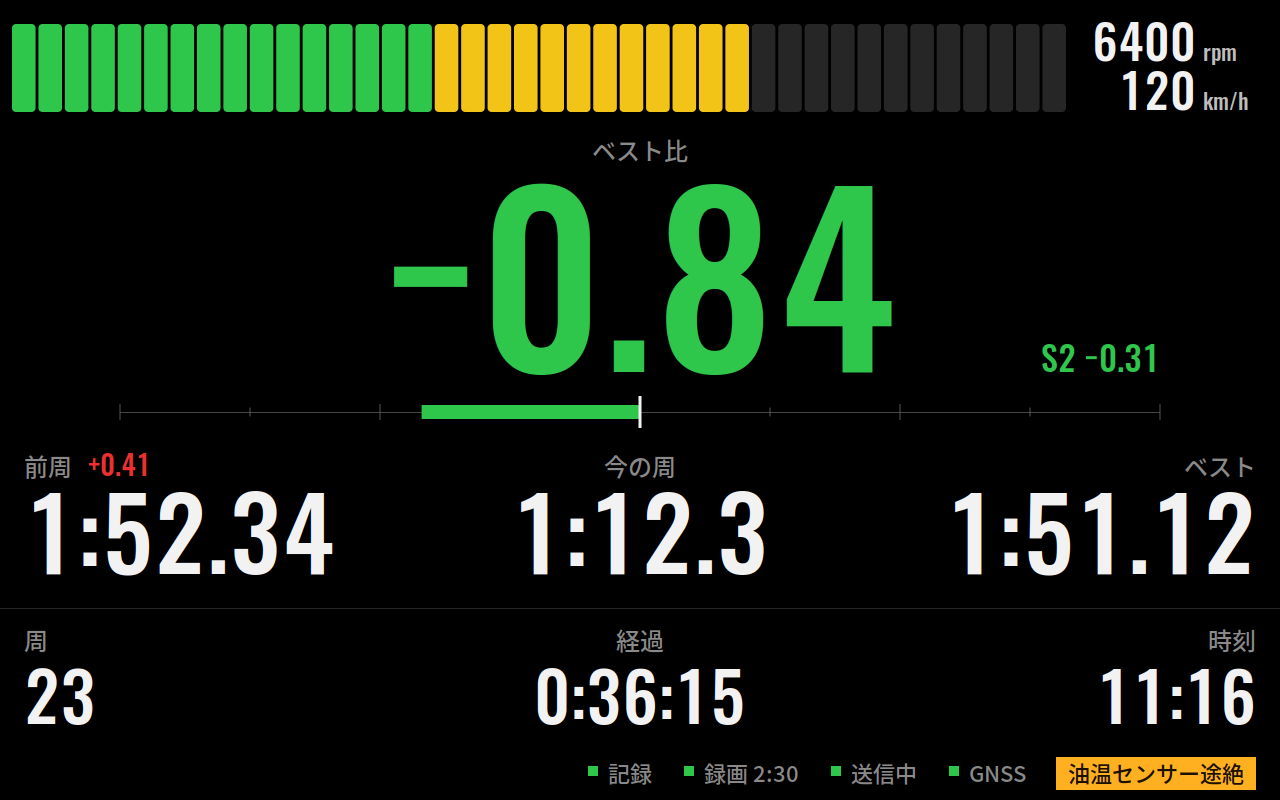 6400 rpm
120 km/h
ベスト比
-0.84
S2 -0.31
前周 +0.41 今の周 ベスト
1:52.34 1:12.3 1:51.12
周 経過 時刻
23 0:36:15 11:16
記録 録画 2:30 送信中 GNSS 油温センサー途絶